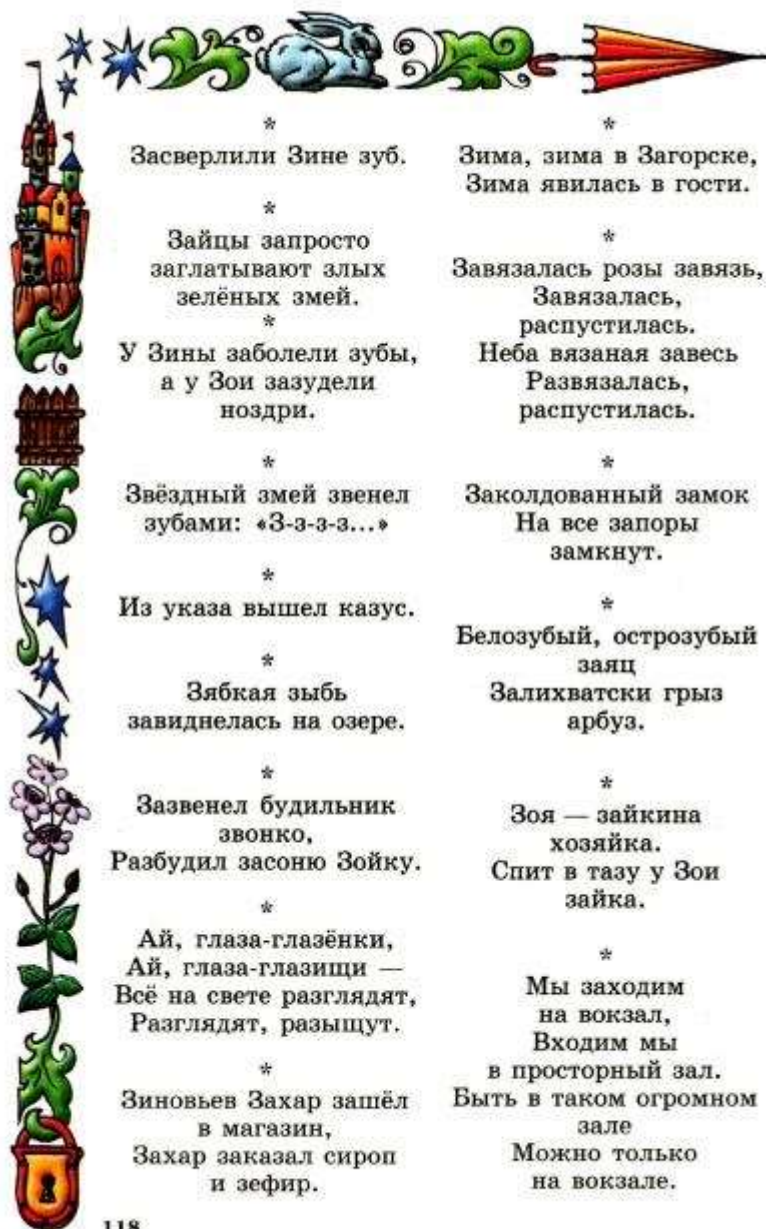 *
Засверлили Зине зуб.
*
Зайцы запросто
заглатывают злых
зелёных змей.
*
У Зины заболели зубы,
а у Зои зазудели
ноздри.
*
Звёздный змей звенел
зубами: «З-з-з-з...»
*
Из указа вышел казус.
*
Зябкая зыбь
завиднелась на озере.
*
Зазвенел будильник
звонко,
Разбудил засоню Зойку.
*
Ай, глаза-глазёнки,
Ай, глаза-глазищи —
Всё на свете разглядят,
Разглядят, разыщут.
*
Зиновьев Захар зашёл
в магазин,
Захар заказал сироп
и зефир.
*
Зима, зима в Загорске,
Зима явилась в гости.
*
Завязалась розы завязь,
Завязалась,
распустилась.
Неба вязаная завесь
Развязалась,
распустилась.
*
Заколдованный замок
На все запоры
замкнут.
*
Белозубый, острозубый
заяц
Залихватски грыз
арбуз.
*
Зоя — зайкина
хозяйка.
Спит в тазу у Зои
зайка.
*
Мы заходим
на вокзал,
Входим мы
в просторный зал.
Быть в таком огромном
зале
Можно только
на вокзале.
118